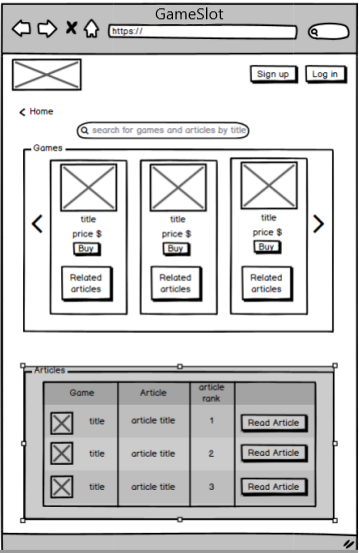 GameSlot
https://
Sign up
Log in
Home
search for games and articles by title
Games
title
price $
Buy
Related
articles
title
price $
Buy
Related
articles
title
price $
Buy
Related
articles
Articles
Game Article article
rank
title article title 1 Read Article
title article title 2 Read Article
title article title 3 Read Article